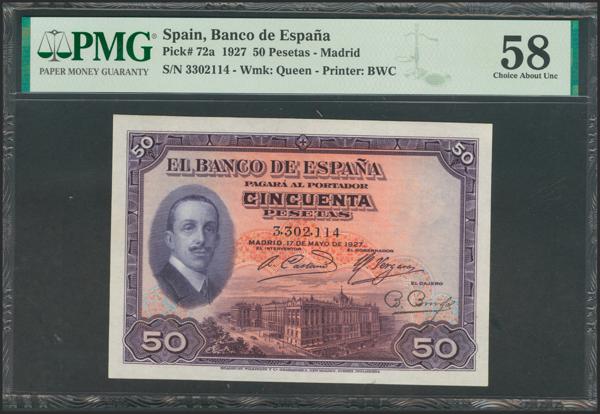 PMG
PAPER MONEY GUARANTY
Spain, Banco de España
Pick# 72a 1927 50 Pesetas - Madrid
S/N 3302114 - Wmk: Queen - Printer: BWC
58
Choice About Unc
50
50
EL BANCO DE ESPAÑA
PAGARÁ AL PORTADOR
CINCUENTA
PESETAS
3.302.114
MADRID, 17 DE MAYO DE 1927.
EL INTERVENTOR
EL GOBERNADOR
EL CAJERO
50
50